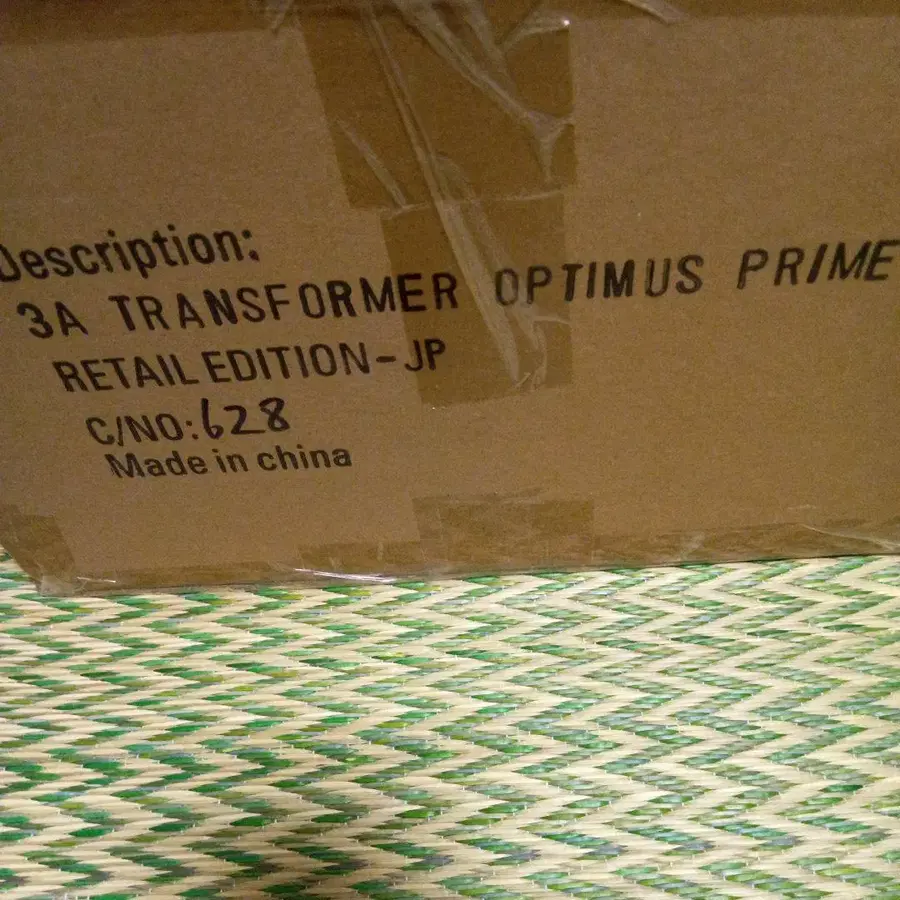 Description:
3A TRANSFORMER OPTIMUS PRIME
RETAIL EDITION-JP
C/NO:628
Made in china